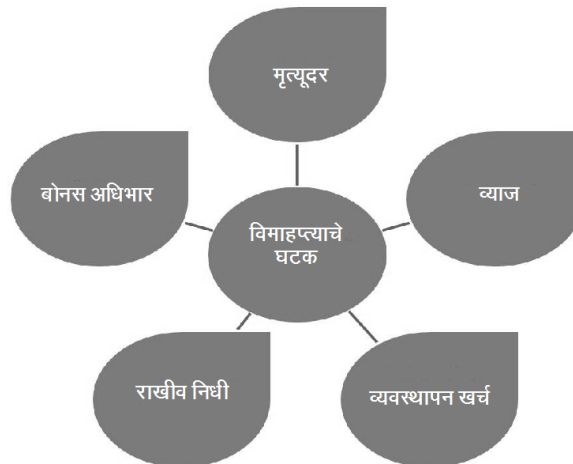 मृत्यूदर
बोनस अधिभार
व्याज
विमाहप्त्याचे
घटक
राखीव निधी
व्यवस्थापन खर्च